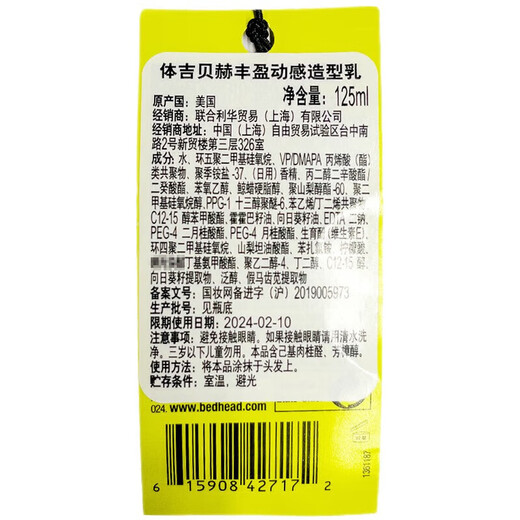 体吉贝赫丰盈动感造型乳
原产国：美国 净含量：125ml
经销商：联合利华贸易（上海）有限公司
经销商地址：中国（上海）自由贸易试验区台中南
路2号新贸楼第三层326室
成分：水、环五聚二甲基硅氧烷、VP/DMAPA 丙烯酸（酯）
类共聚物、聚季铵盐-37、（日用）香精、丙二醇二辛酸酯/
二癸酸酯、苯氧乙醇、鲸蜡硬脂醇、聚山梨醇酯-60、聚二
甲基硅氧烷醇、PPG-1 十三醇聚醚-6、苯乙烯/丁二烯共聚物、
C12-15 醇苯甲酸酯、霍霍巴籽油、向日葵籽油、EDTA 二钠、
PEG-4 二月桂酸酯、PEG-4 月桂酸酯、生育酚（维生素E）、
环四聚二甲基硅氧烷、山梨坦油酸酯、苯扎氯铵、柠檬酸、
丁基氨甲酸酯、聚乙二醇-4、丁二醇、C12-15 醇、
向日葵籽提取物、泛醇、假马齿苋提取物
备案文号：国妆网备进字（沪）2019005973
生产批号：见瓶底
限期使用日期：2024-02-10
注意事项：避免接触眼睛。如果接触眼睛请用清水洗
净。三岁以下儿童勿用。本品含己基肉桂醛、芳樟醇。
使用方法：将本品涂抹于头发上。
贮存条件：室温，避光
024. www.bedhead.com
1361182
6 15908 42717 2